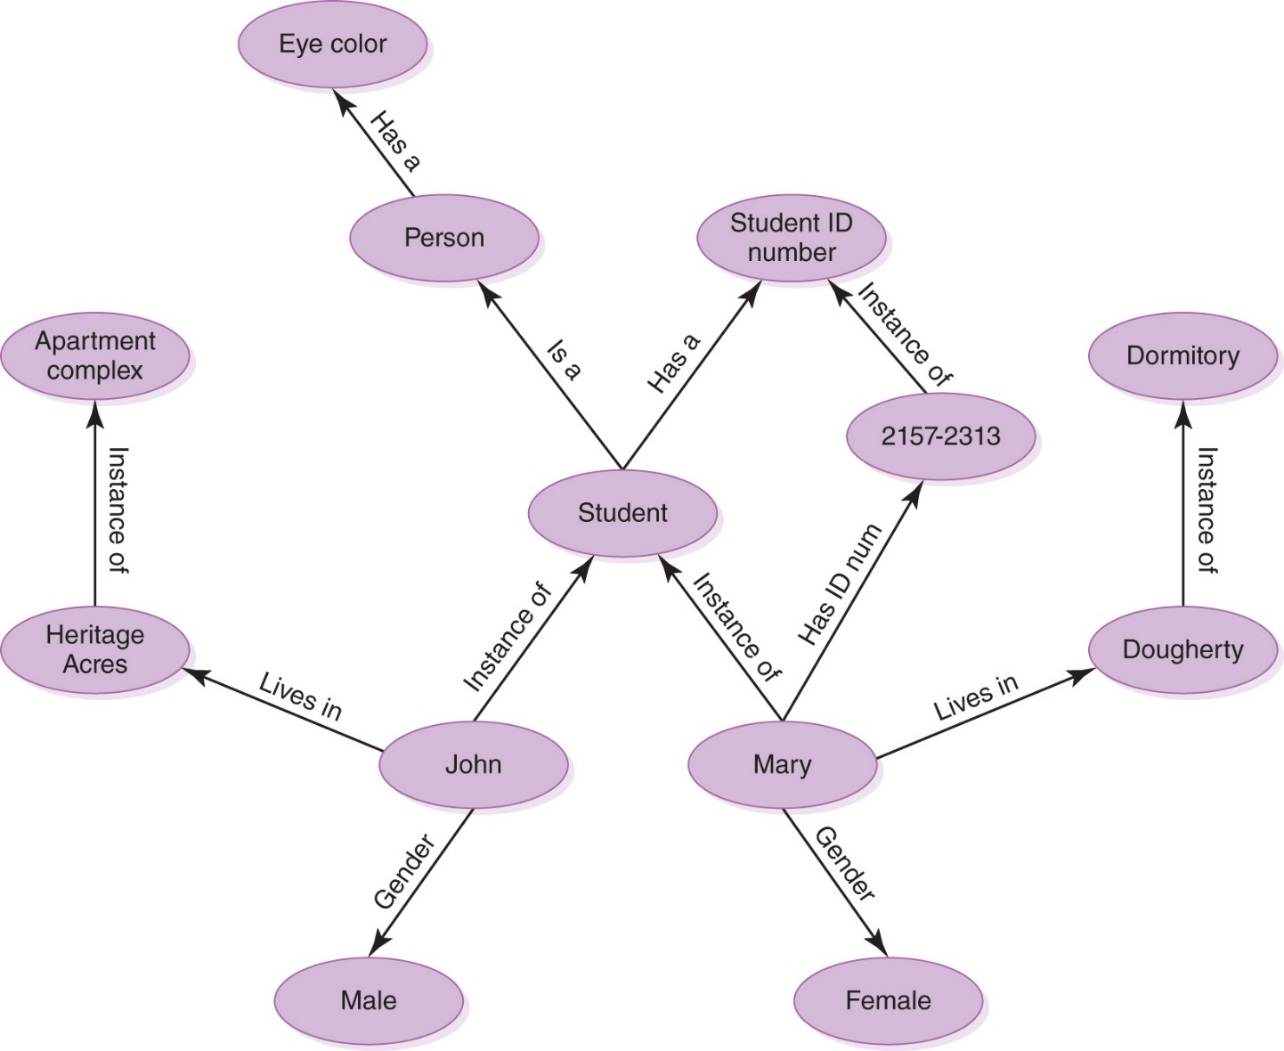 Eye color
Has a
Person
Student ID
number
Instance of
Is a
Has a
Apartment
complex
Dormitory
2157-2313
Instance of
Student
Instance of
Heritage
Acres
Instance of
Instance of
Has ID num
Dougherty
Lives in
Lives in
John
Mary
Gender
Gender
Male
Female